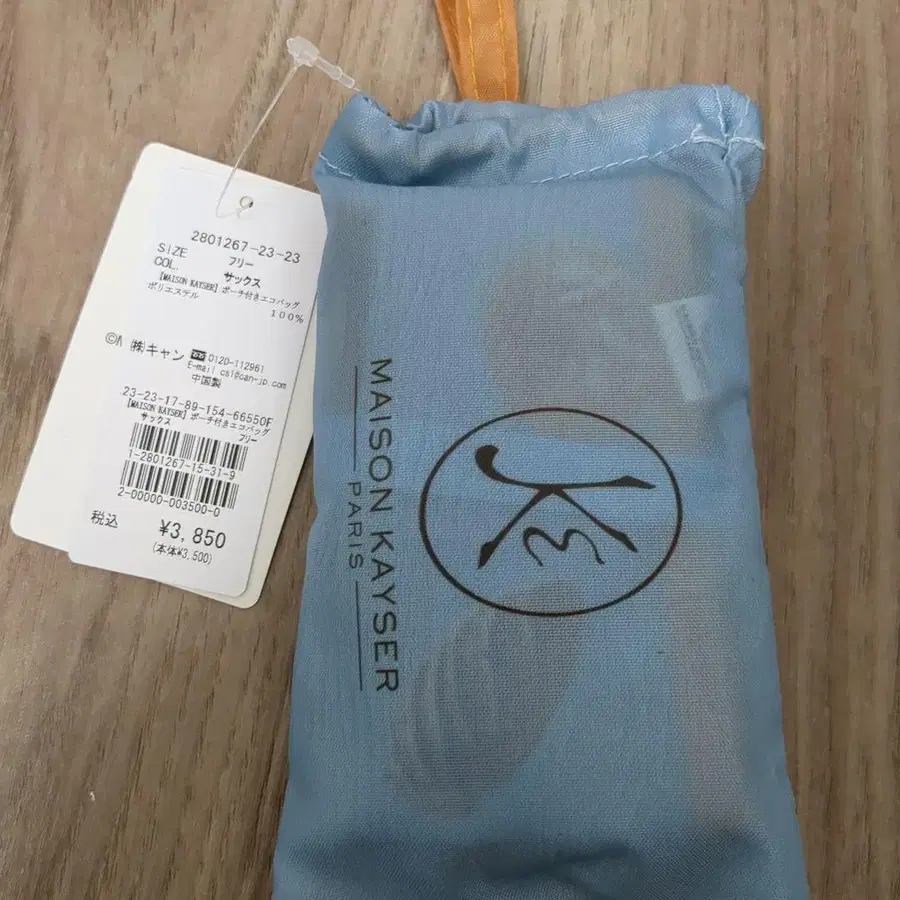 2801267-23-23
SIZE フリー
COL. サックス
【MAISON KAYSER】ポーチ付きエコバッグ
ポリエステル
100%
(株)キャン 0120-112961
E-mail cs1@can-jp.com
中国製
23-23-17-89-154-66550F
【MAISON KAYSER】ポーチ付きエコバッグ
サックス フリー
1-2801267-15-31-9
2-00000-003500-0
税込 ¥3,850
(本体¥3,500)
MAISON KAYSER
PARIS